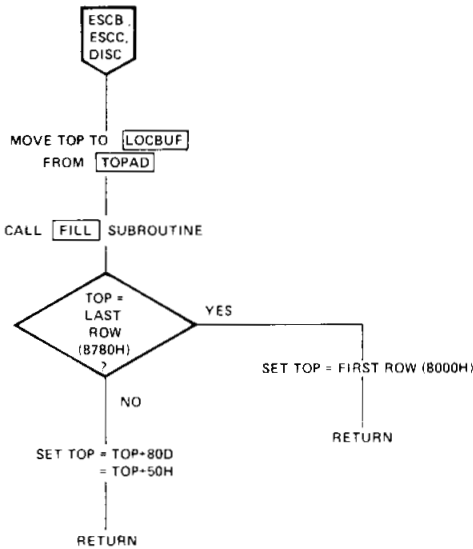 ESCB,
ESCC,
DISC
MOVE TOP TO LOCBUF
FROM TOPAD
CALL FILL SUBROUTINE
TOP =
LAST
ROW
(8780H)
?
YES
SET TOP = FIRST ROW (8000H)
RETURN
NO
SET TOP = TOP+80D
= TOP+50H
RETURN